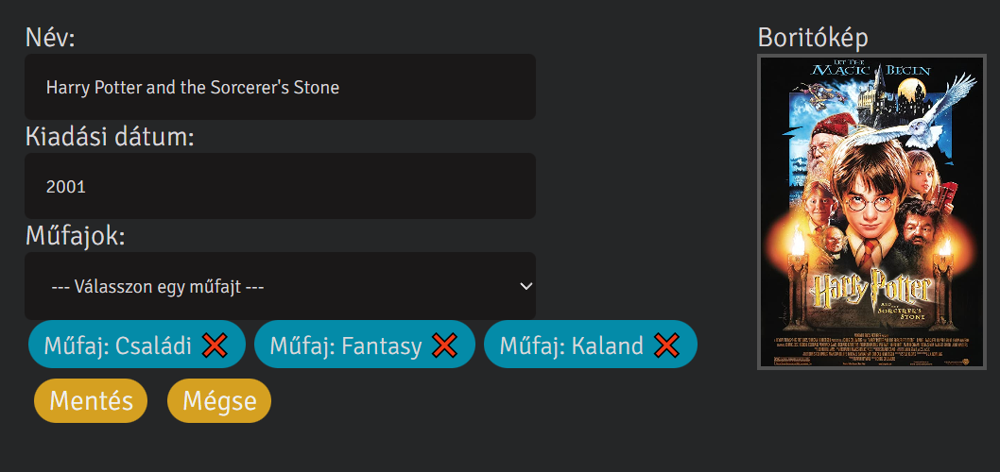 Név:
Harry Potter and the Sorcerer's Stone
Kiadási dátum:
2001
Műfajok:
--- Válasszon egy műfajt ---
Műfaj: Családi
Műfaj: Fantasy
Műfaj: Kaland
Mentés
Mégse
Boritókép
LET THE
MAGIC BEGIN
Harry Potter
AND THE
SORCERER'S
STONE